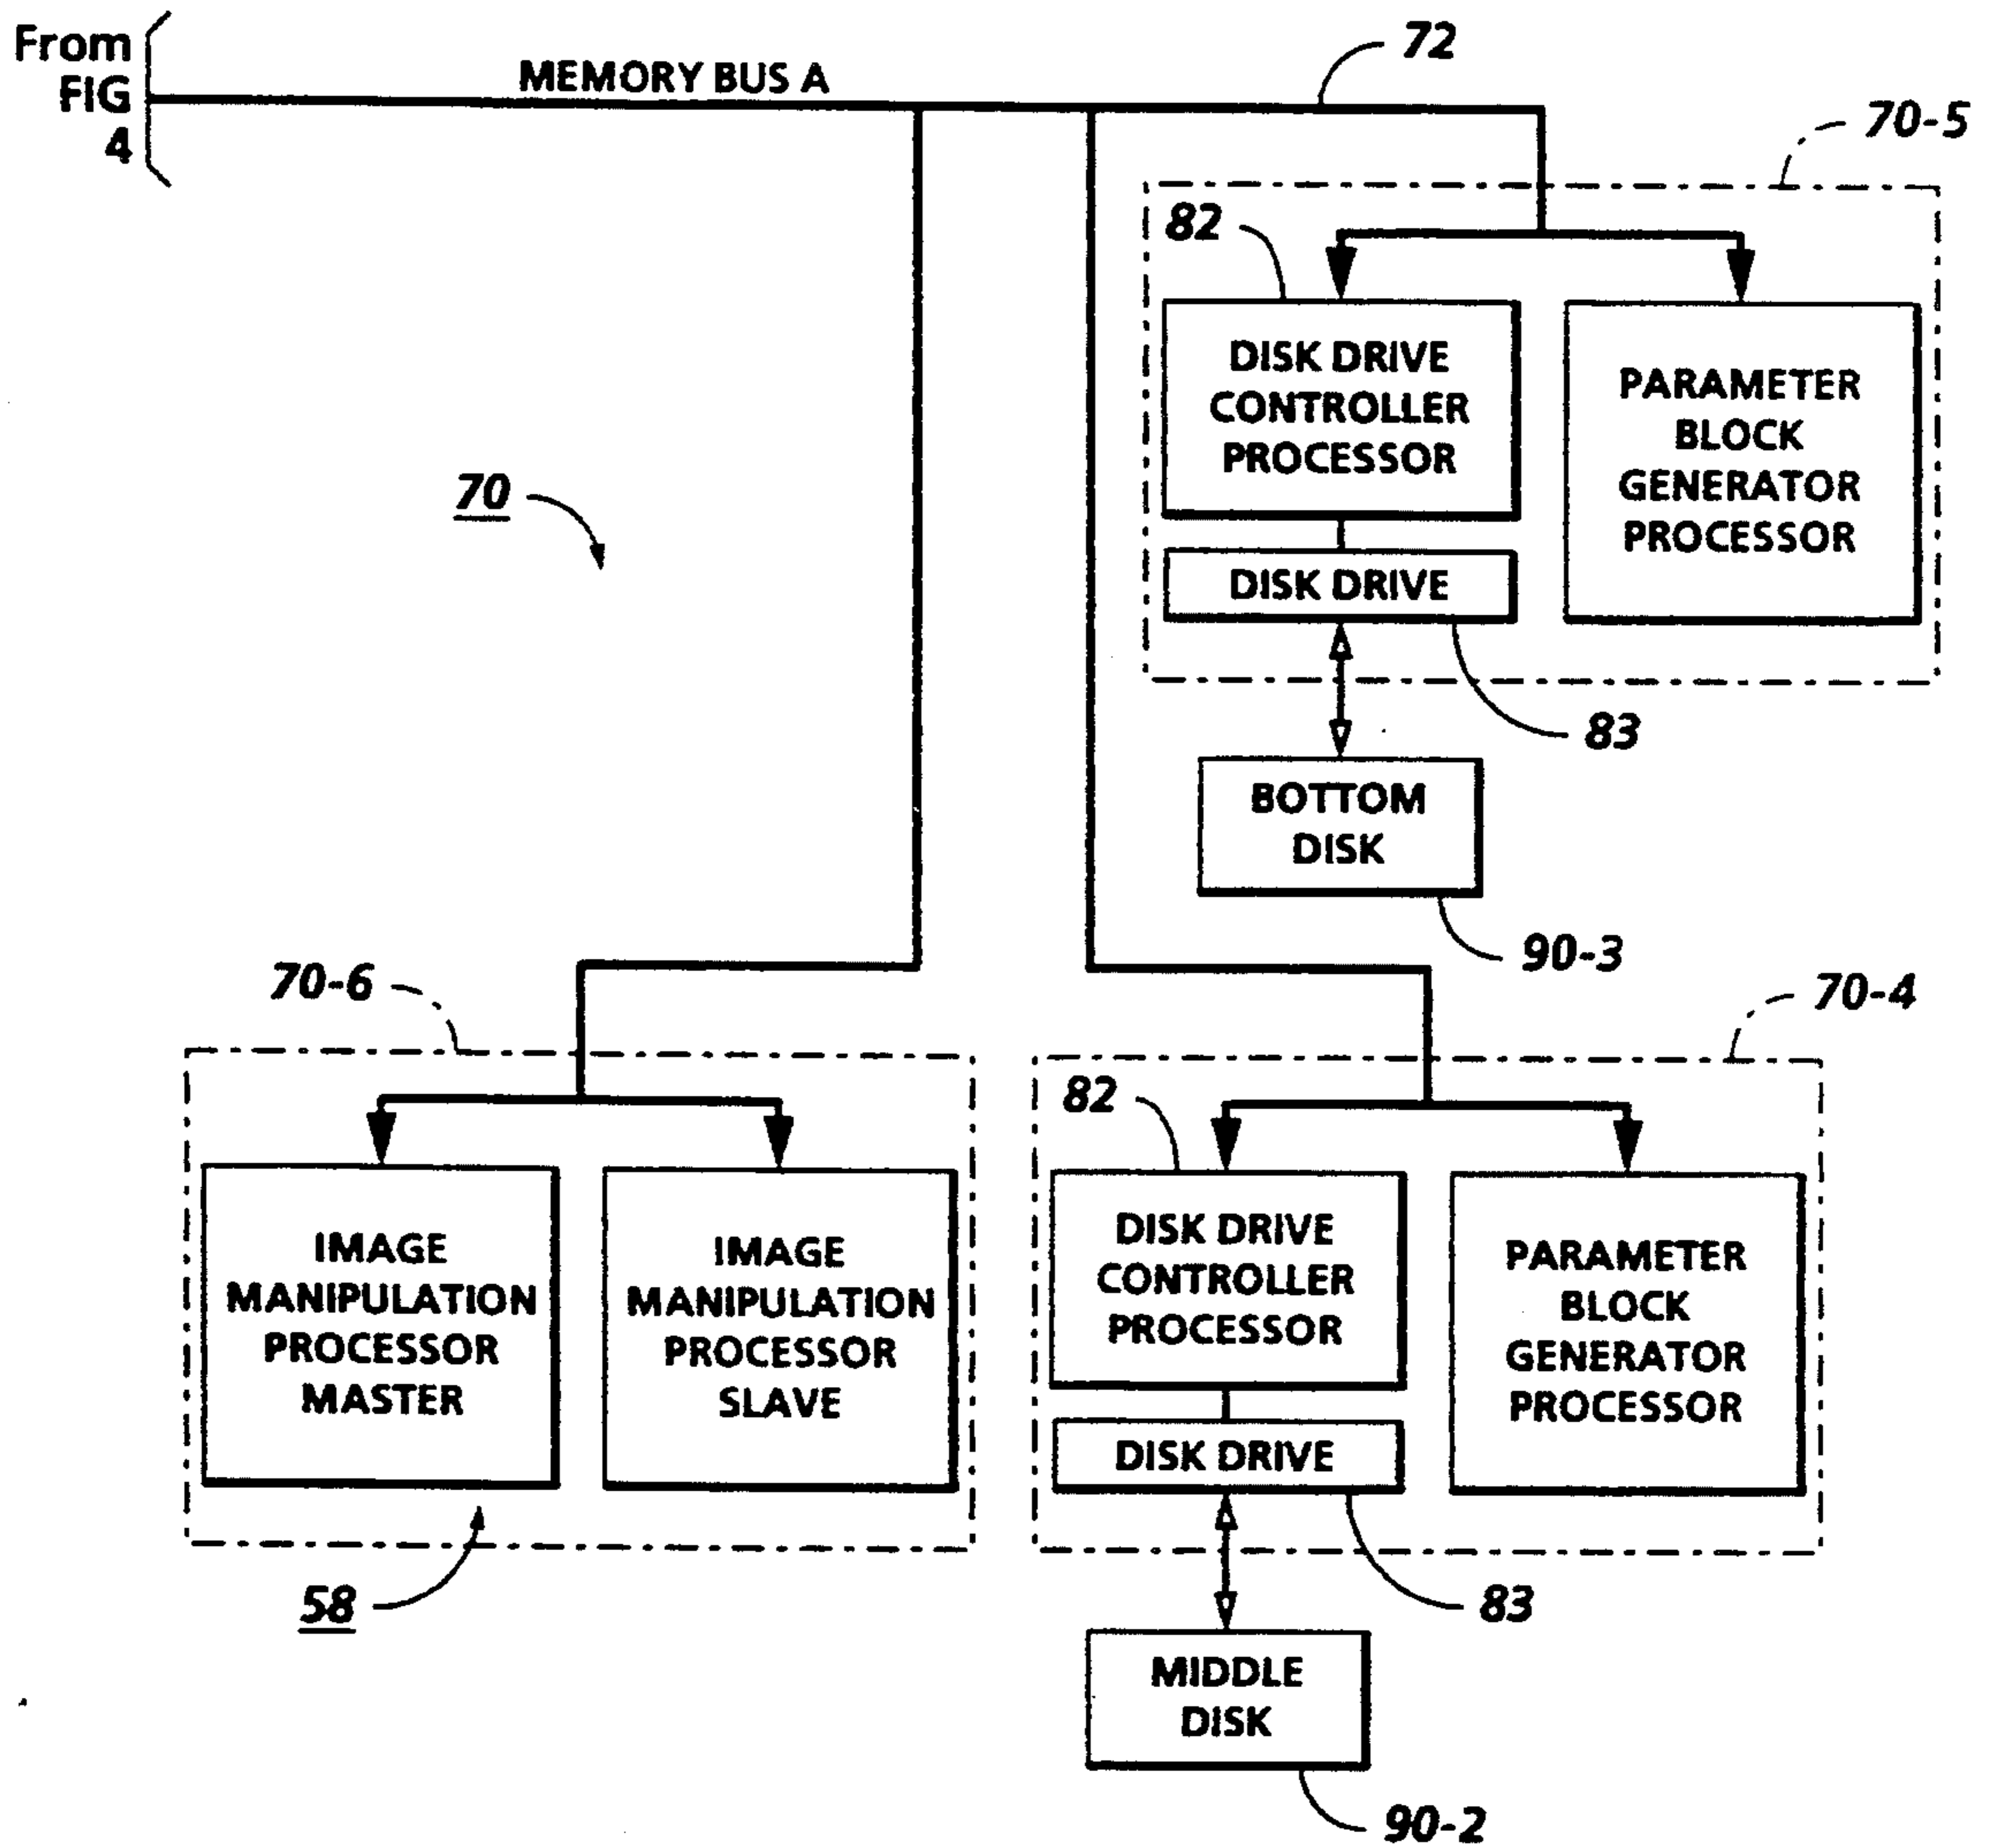 From
FIG
4
MEMORY BUS A
72
70-5
82
DISK DRIVE
CONTROLLER
PROCESSOR
PARAMETER
BLOCK
GENERATOR
PROCESSOR
70
DISK DRIVE
83
BOTTOM
DISK
90-3
70-6
70-4
82
IMAGE
MANIPULATION
PROCESSOR
MASTER
IMAGE
MANIPULATION
PROCESSOR
SLAVE
DISK DRIVE
CONTROLLER
PROCESSOR
PARAMETER
BLOCK
GENERATOR
PROCESSOR
DISK DRIVE
58
83
MIDDLE
DISK
90-2